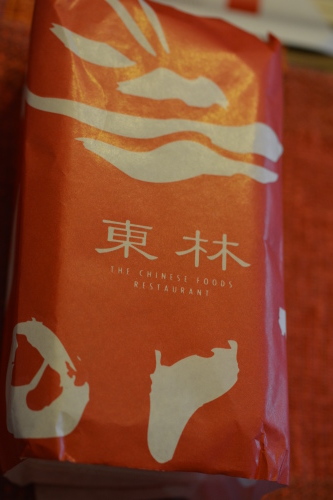 東林
THE CHINESE FOODS
RESTAURANT